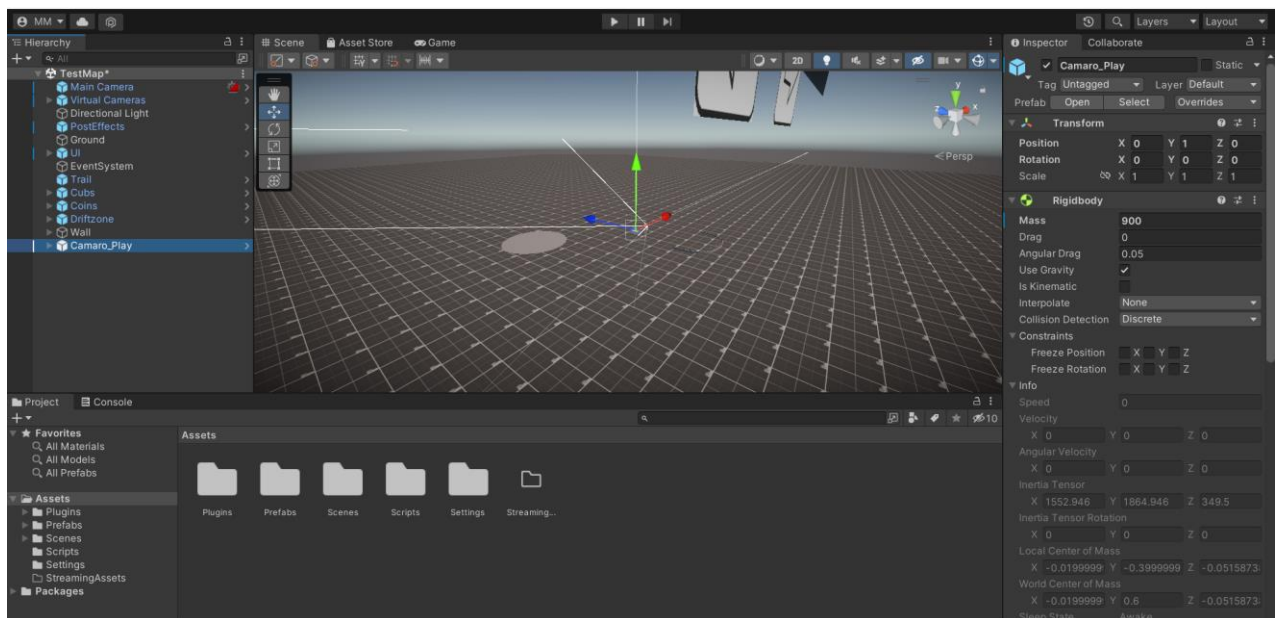 MM
Layers Layout
Hierarchy
All
TestMap*
Main Camera
Virtual Cameras
Directional Light
PostEffects
Ground
UI
EventSystem
Trail
Cubs
Coins
Driftzone
Wall
Camaro_Play
Scene Asset Store Game
2D
y
x
z
Persp
Inspector Collaborate
Camaro_Play Static
Tag Untagged Layer Default
Prefab Open Select Overrides
Transform
Position X 0 Y 1 Z 0
Rotation X 0 Y 0 Z 0
Scale X 1 Y 1 Z 1
Rigidbody
Mass 900
Drag 0
Angular Drag 0.05
Use Gravity
Is Kinematic
Interpolate None
Collision Detection Discrete
Constraints
Freeze Position X Y Z
Freeze Rotation X Y Z
Info
Speed 0
Velocity
X 0 Y 0 Z 0
Angular Velocity
X 0 Y 0 Z 0
Inertia Tensor
X 1552.946 Y 1864.946 Z 349.5
Inertia Tensor Rotation
X 0 Y 0 Z 0
Local Center of Mass
X -0.0199999 Y -0.3999999 Z -0.0515873
World Center of Mass
X -0.0199999 Y 0.6 Z -0.0515873
Sleep State Awake
Project Console
10
Favorites
All Materials
All Models
All Prefabs
Assets
Plugins
Prefabs
Scenes
Scripts
Settings
StreamingAssets
Packages
Assets
Plugins Prefabs Scenes Scripts Settings Streaming...